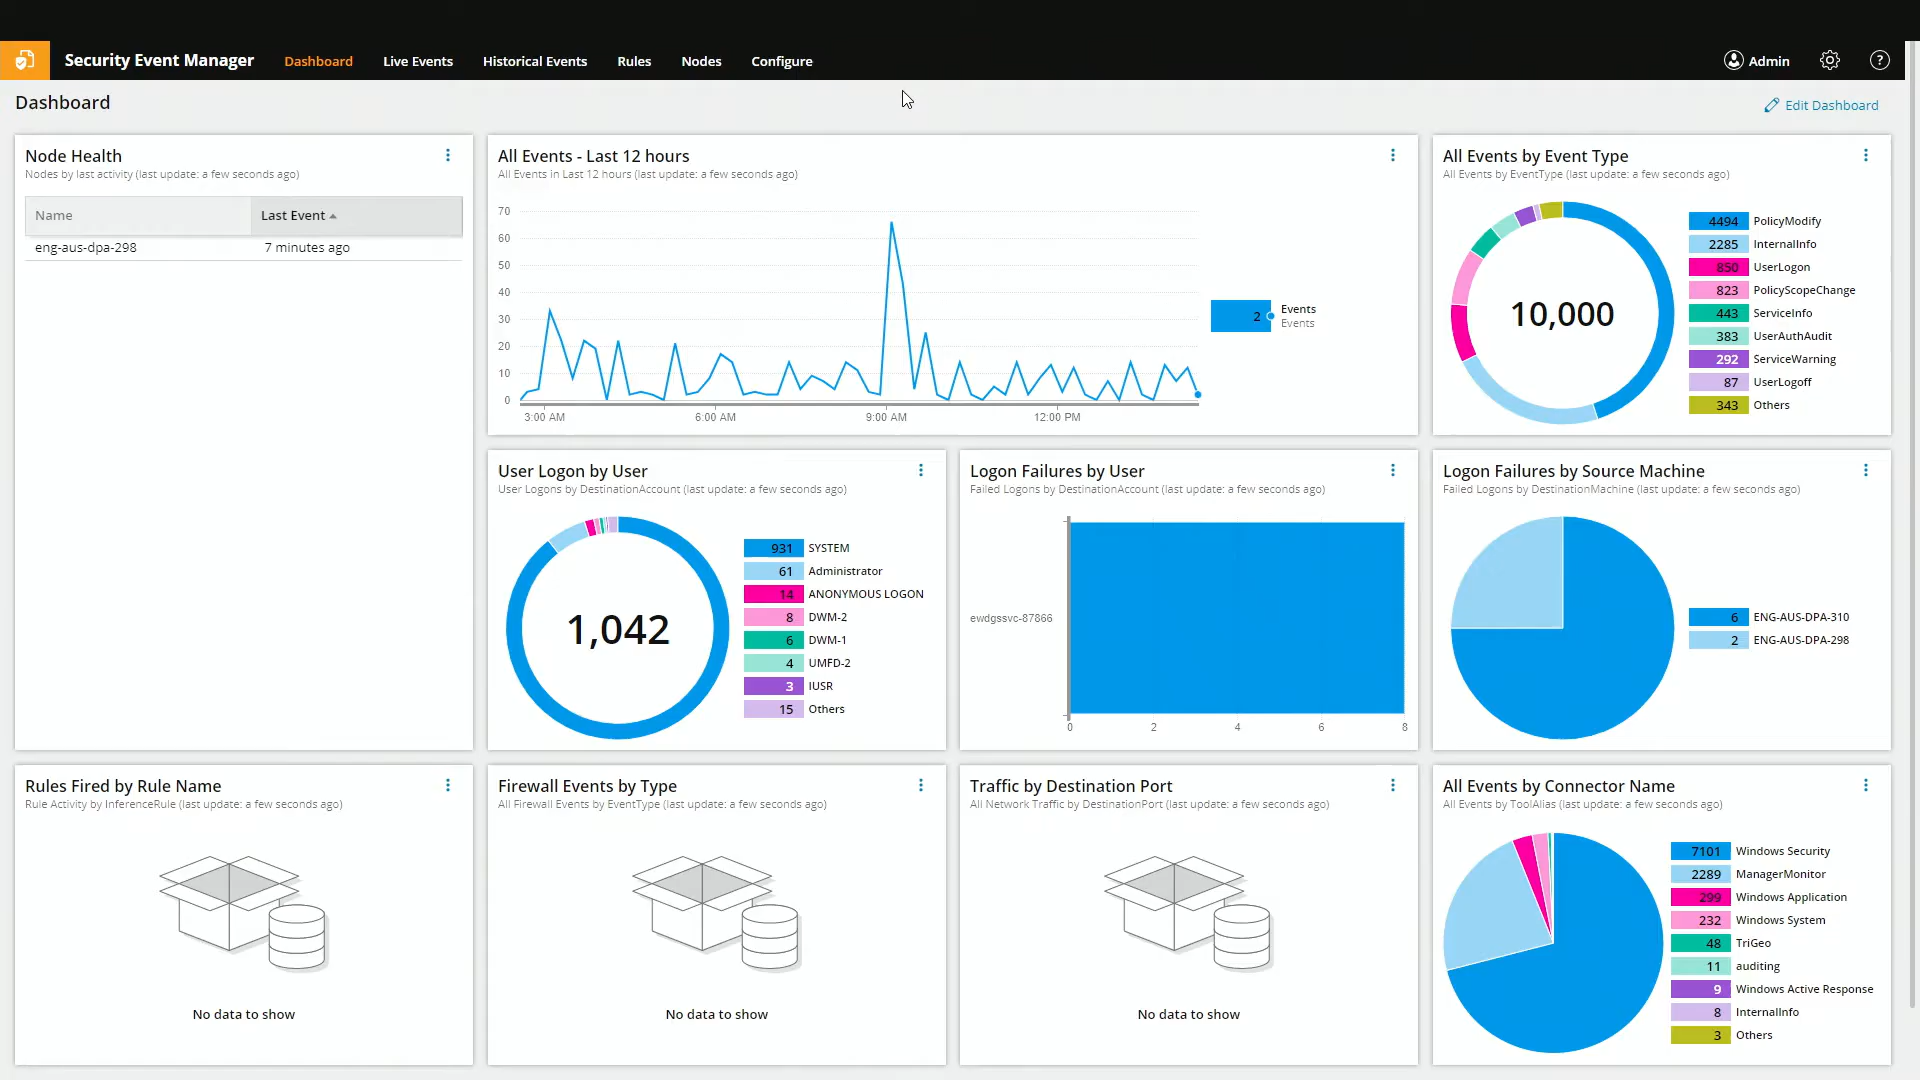 Security Event Manager
Dashboard
Live Events
Historical Events
Rules
Nodes
Configure
Admin
?
Dashboard
Edit Dashboard
Node Health
Nodes by last activity (last update: a few seconds ago)
Name Last Event
eng-aus-dpa-298 7 minutes ago
All Events - Last 12 hours
All Events in Last 12 hours (last update: a few seconds ago)
70
60
50
40
30
20
10
0
3:00 AM 6:00 AM 9:00 AM 12:00 PM
2 Events
Events
All Events by Event Type
All Events by EventType (last update: a few seconds ago)
10,000
4494 PolicyModify
2285 InternalInfo
850 UserLogon
823 PolicyScopeChange
443 ServiceInfo
383 UserAuthAudit
292 ServiceWarning
87 UserLogoff
343 Others
User Logon by User
User Logons by DestinationAccount (last update: a few seconds ago)
1,042
931 SYSTEM
61 Administrator
14 ANONYMOUS LOGON
8 DWM-2
6 DWM-1
4 UMFD-2
3 IUSR
15 Others
Logon Failures by User
Failed Logons by DestinationAccount (last update: a few seconds ago)
ewdgssvc-87866
0 2 4 6 8
Logon Failures by Source Machine
Failed Logons by DestinationMachine (last update: a few seconds ago)
6 ENG-AUS-DPA-310
2 ENG-AUS-DPA-298
Rules Fired by Rule Name
Rule Activity by InferenceRule (last update: a few seconds ago)
No data to show
Firewall Events by Type
All Firewall Events by EventType (last update: a few seconds ago)
No data to show
Traffic by Destination Port
All Network Traffic by DestinationPort (last update: a few seconds ago)
No data to show
All Events by Connector Name
All Events by ToolAlias (last update: a few seconds ago)
7101 Windows Security
2289 ManagerMonitor
299 Windows Application
232 Windows System
48 TriGeo
11 auditing
9 Windows Active Response
8 InternalInfo
3 Others